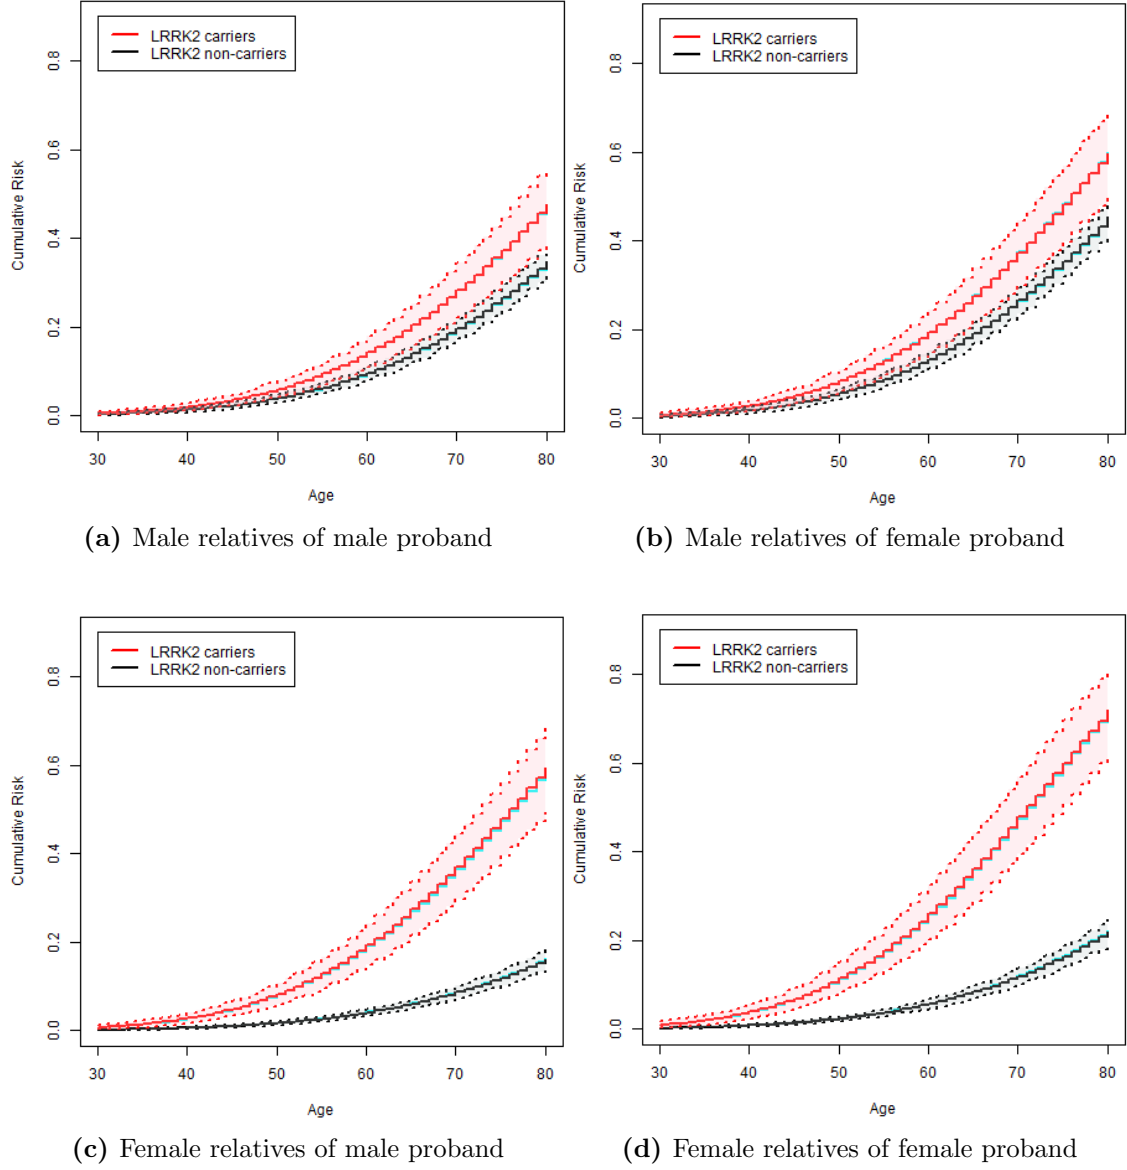 LRRK2 carriers
LRRK2 non-carriers
Cumulative Risk
0.8
0.6
0.4
0.2
0.0
30 40 50 60 70 80
Age
(a) Male relatives of male proband
LRRK2 carriers
LRRK2 non-carriers
Cumulative Risk
0.8
0.6
0.4
0.2
0.0
30 40 50 60 70 80
Age
(b) Male relatives of female proband
LRRK2 carriers
LRRK2 non-carriers
Cumulative Risk
0.8
0.6
0.4
0.2
0.0
30 40 50 60 70 80
Age
(c) Female relatives of male proband
LRRK2 carriers
LRRK2 non-carriers
Cumulative Risk
0.8
0.6
0.4
0.2
0.0
30 40 50 60 70 80
Age
(d) Female relatives of female proband